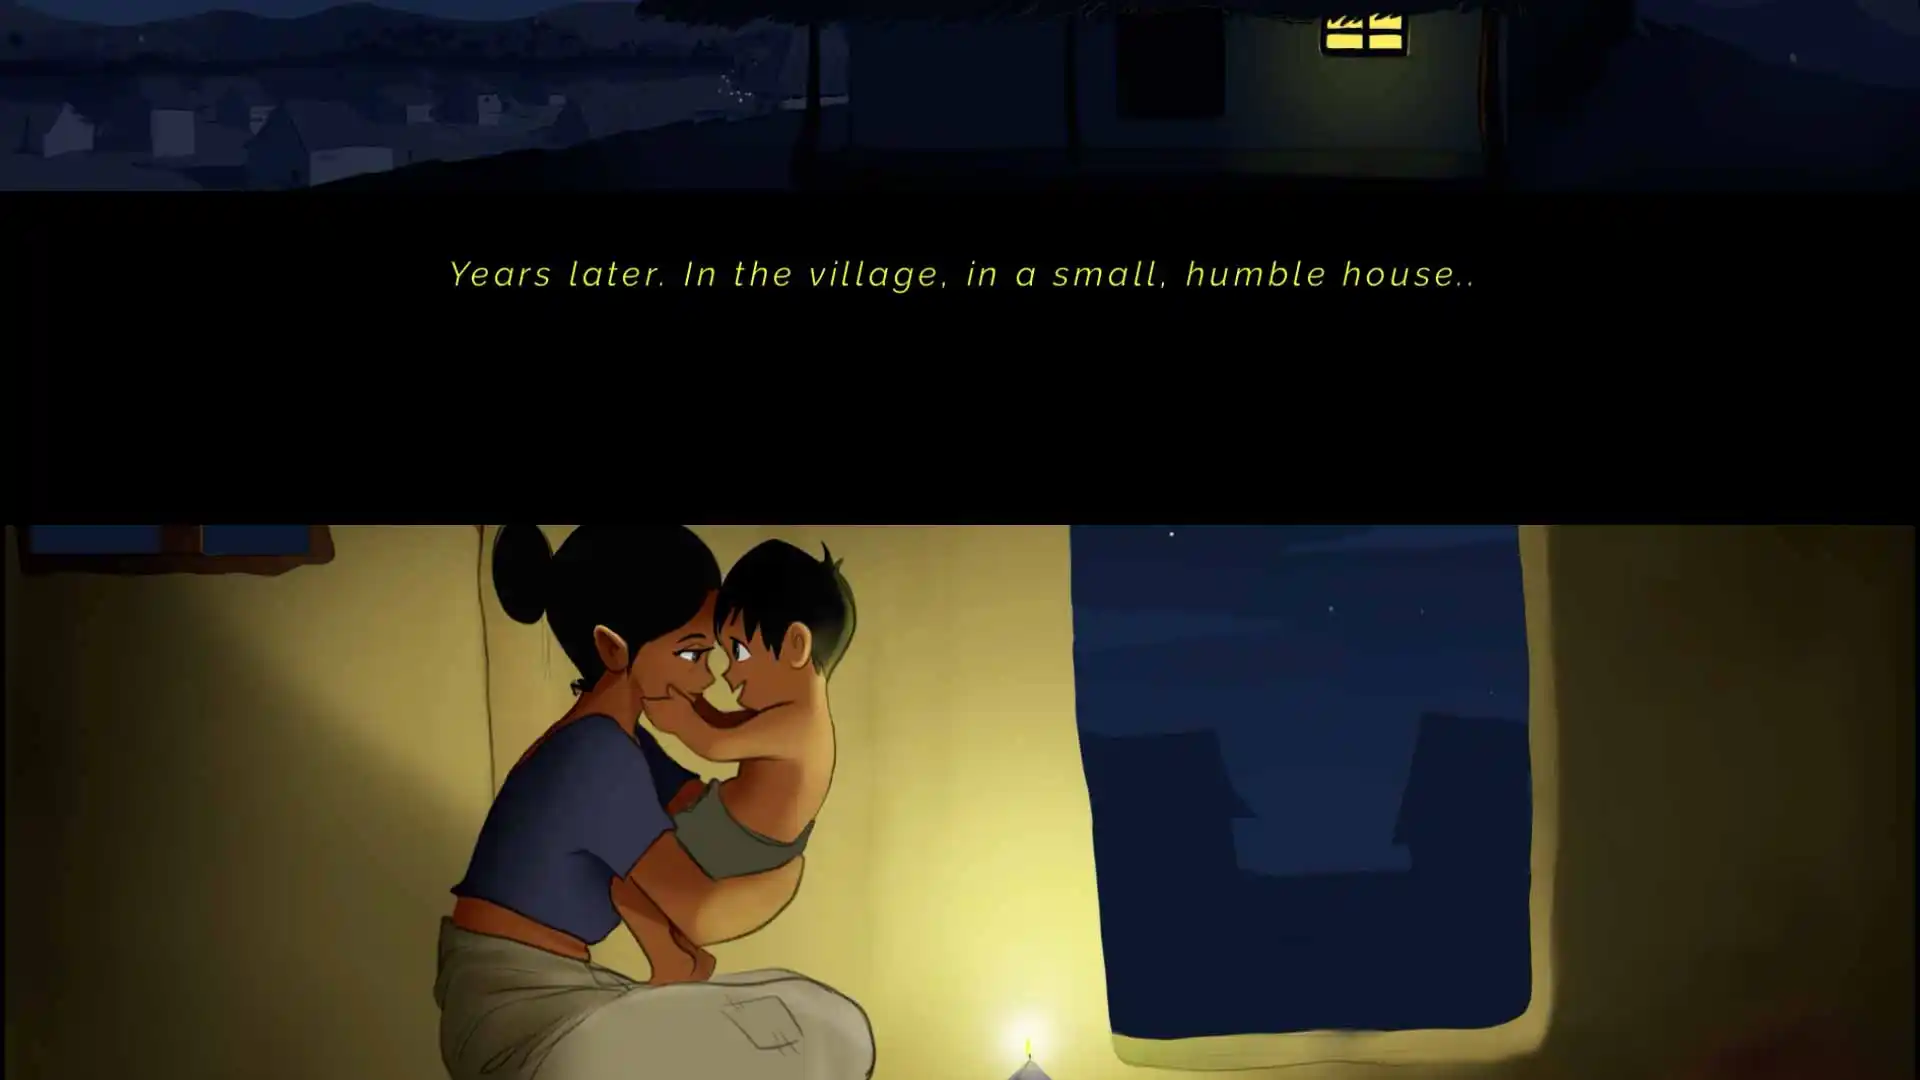 Years later. In the village, in a small, humble house..